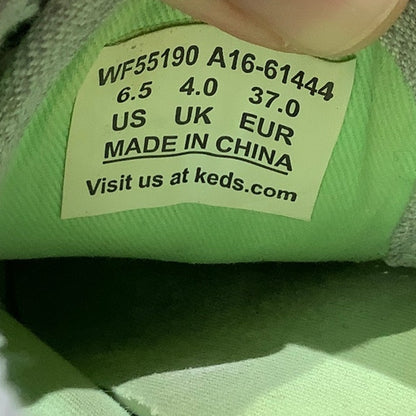 WF55190 A16-61444
6.5 4.0 37.0
US UK EUR
MADE IN CHINA
Visit us at keds.com